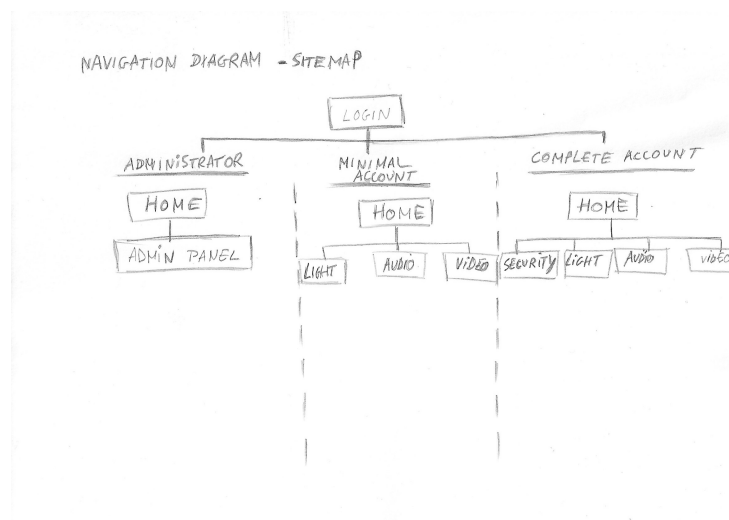 NAVIGATION DIAGRAM - SITEMAP
LOGIN
ADMINISTRATOR
MINIMAL
ACCOUNT
COMPLETE ACCOUNT
HOME
HOME
HOME
ADMIN PANEL
LIGHT
AUDIO
VIDEO
SECURITY
LIGHT
AUDIO
VIDEO